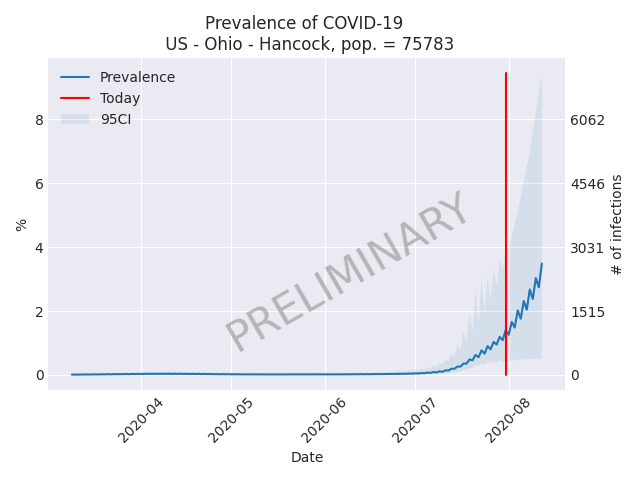 Prevalence of COVID-19
US - Ohio - Hancock, pop. = 75783
Prevalence
Today
95CI
8
6
4
2
0
%
6062
4546
3031
1515
0
# of infections
PRELIMINARY
2020-04
2020-05
2020-06
2020-07
2020-08
Date